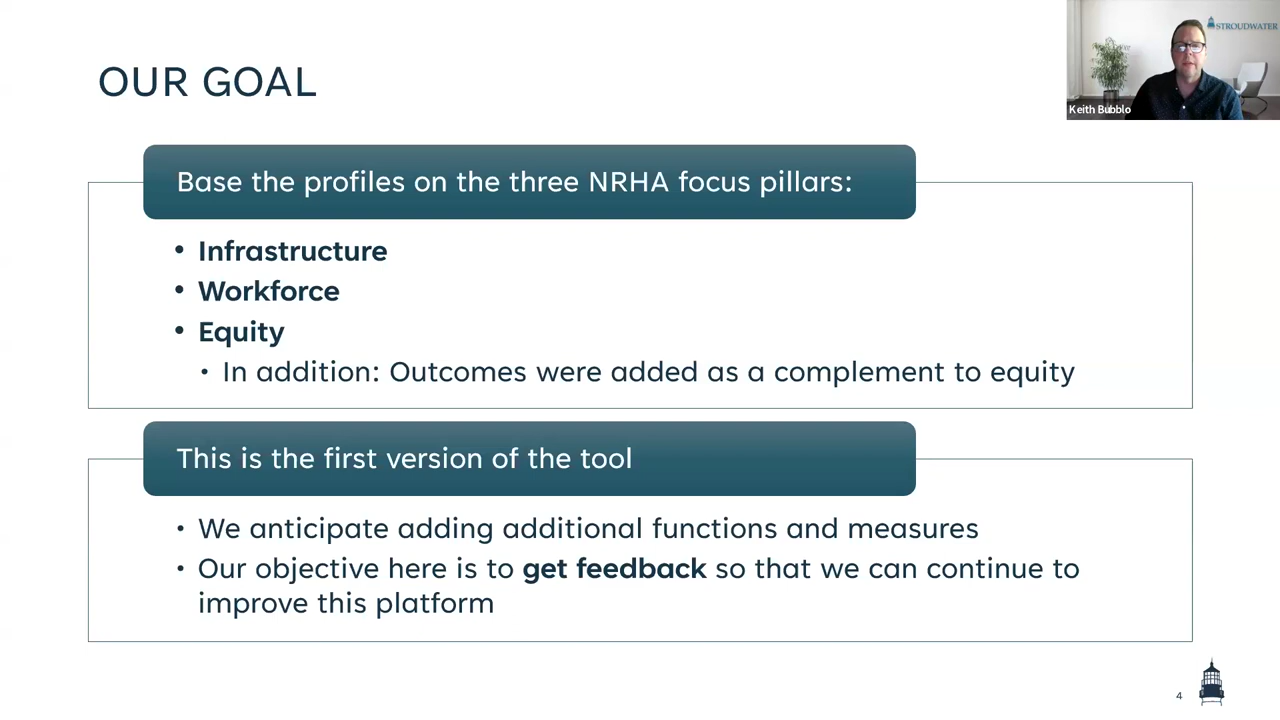 STROUDWATER
Keith Bubblo
OUR GOAL
Base the profiles on the three NRHA focus pillars:
• Infrastructure
• Workforce
• Equity
• In addition: Outcomes were added as a complement to equity
This is the first version of the tool
• We anticipate adding additional functions and measures
• Our objective here is to get feedback so that we can continue to
improve this platform
4